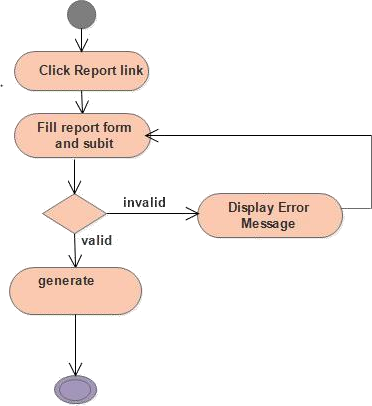 Click Report link
Fill report form
and subit
invalid
Display Error
Message
valid
generate